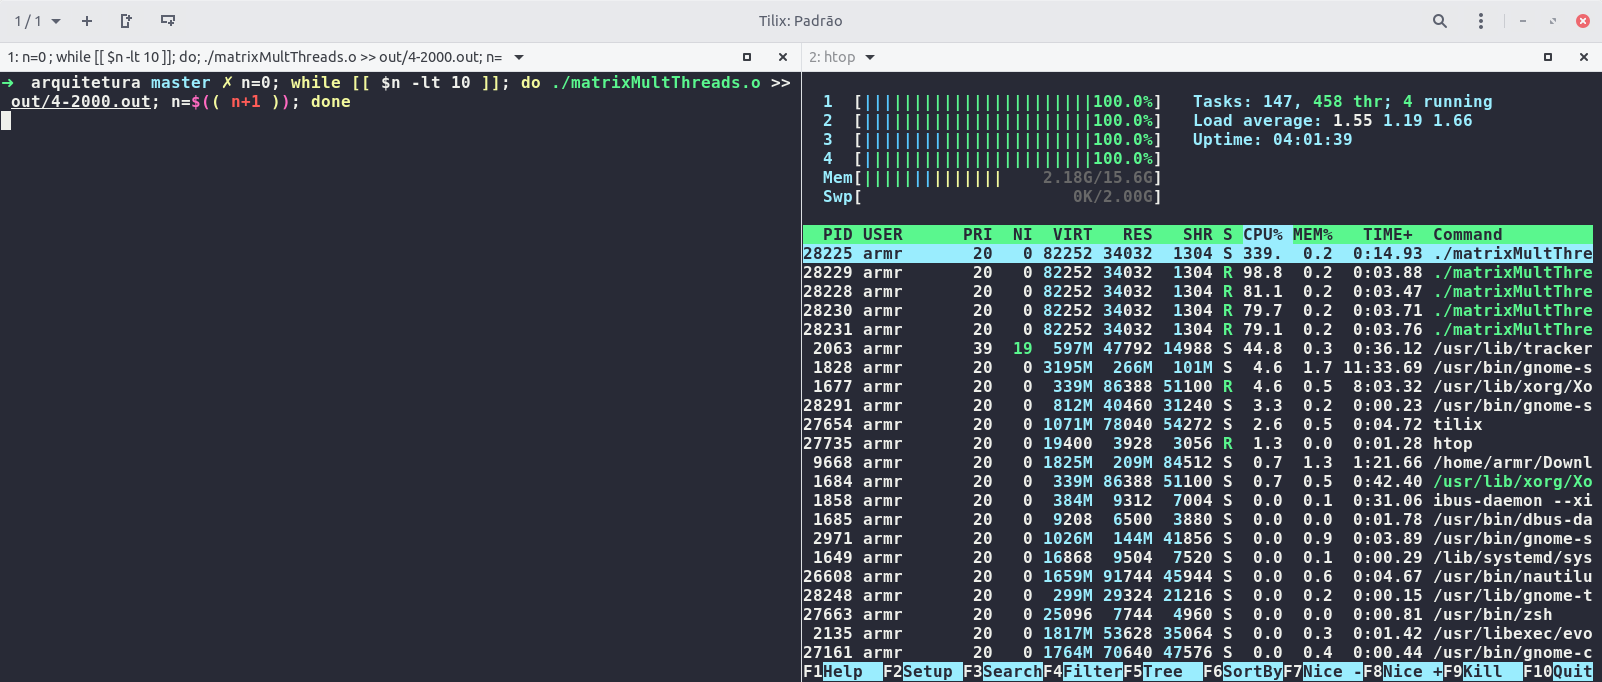 1 / 1
Tilix: Padrão
1: n=0 ; while [[ $n -lt 10 ]]; do; ./matrixMultThreads.o >> out/4-2000.out; n=
2: htop
➜ arquitetura master ✗ n=0; while [[ $n -lt 10 ]]; do ./matrixMultThreads.o >>
out/4-2000.out; n=$(( n+1 )); done
1 [||||||||||||||||||||||||100.0%] Tasks: 147, 458 thr; 4 running
2 [||||||||||||||||||||||||100.0%] Load average: 1.55 1.19 1.66
3 [||||||||||||||||||||||||100.0%] Uptime: 04:01:39
4 [||||||||||||||||||||||||100.0%]
Mem[|||||||||||||| 2.18G/15.6G]
Swp[ 0K/2.00G]
PID USER PRI NI VIRT RES SHR S CPU% MEM% TIME+ Command
28225 armr 20 0 82252 34032 1304 S 339. 0.2 0:14.93 ./matrixMultThre
28229 armr 20 0 82252 34032 1304 R 98.8 0.2 0:03.88 ./matrixMultThre
28228 armr 20 0 82252 34032 1304 R 81.1 0.2 0:03.47 ./matrixMultThre
28230 armr 20 0 82252 34032 1304 R 79.7 0.2 0:03.71 ./matrixMultThre
28231 armr 20 0 82252 34032 1304 R 79.1 0.2 0:03.76 ./matrixMultThre
2063 armr 39 19 597M 47792 14988 S 44.8 0.3 0:36.12 /usr/lib/tracker
1828 armr 20 0 3195M 266M 101M S 4.6 1.7 11:33.69 /usr/bin/gnome-s
1677 armr 20 0 339M 86388 51100 R 4.6 0.5 8:03.32 /usr/lib/xorg/Xo
28291 armr 20 0 812M 40460 31240 S 3.3 0.2 0:00.23 /usr/bin/gnome-s
27654 armr 20 0 1071M 78040 54272 S 2.6 0.5 0:04.72 tilix
27735 armr 20 0 19400 3928 3056 R 1.3 0.0 0:01.28 htop
9668 armr 20 0 1825M 209M 84512 S 0.7 1.3 1:21.66 /home/armr/Downl
1684 armr 20 0 339M 86388 51100 S 0.7 0.5 0:42.40 /usr/lib/xorg/Xo
1858 armr 20 0 384M 9312 7004 S 0.0 0.1 0:31.06 ibus-daemon --xi
1685 armr 20 0 9208 6500 3880 S 0.0 0.0 0:01.78 /usr/bin/dbus-da
2971 armr 20 0 1026M 144M 41856 S 0.0 0.9 0:03.89 /usr/bin/gnome-s
1649 armr 20 0 16868 9504 7520 S 0.0 0.1 0:00.29 /lib/systemd/sys
26608 armr 20 0 1659M 91744 45944 S 0.0 0.6 0:04.67 /usr/bin/nautilu
28248 armr 20 0 299M 29324 21216 S 0.0 0.2 0:00.15 /usr/lib/gnome-t
27663 armr 20 0 25096 7744 4960 S 0.0 0.0 0:00.81 /usr/bin/zsh
2135 armr 20 0 1817M 53628 35064 S 0.0 0.3 0:01.42 /usr/libexec/evo
27161 armr 20 0 1764M 70640 47576 S 0.0 0.4 0:00.44 /usr/bin/gnome-c
F1Help F2Setup F3SearchF4FilterF5Tree F6SortByF7Nice -F8Nice +F9Kill F10Quit